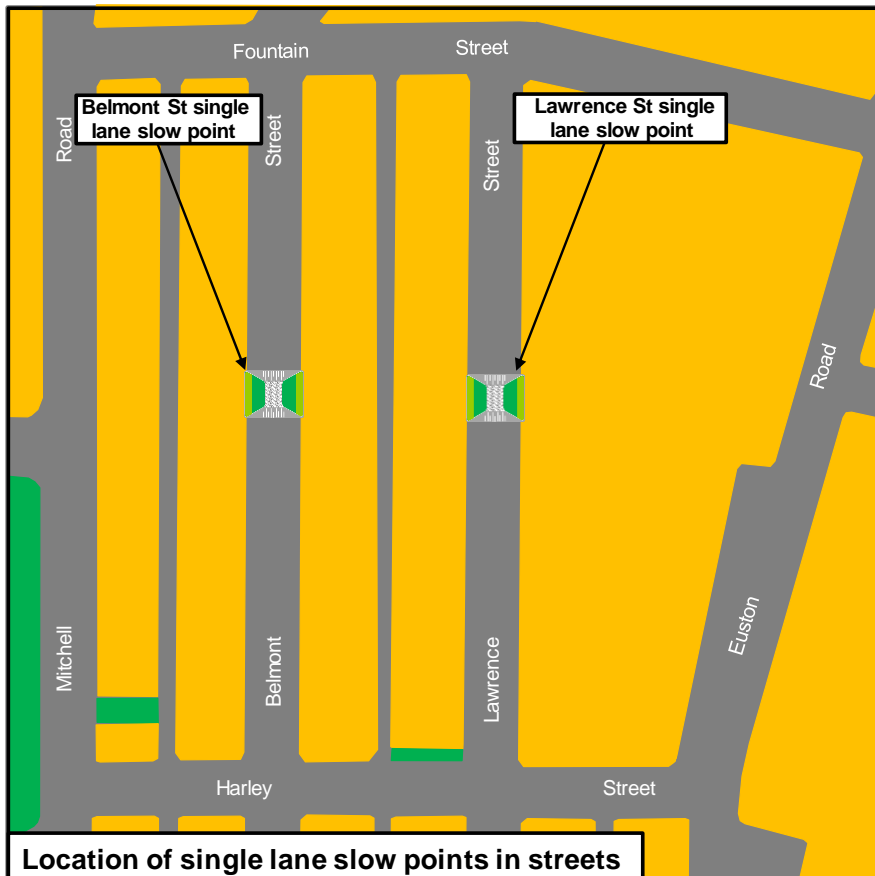 Fountain Street
Belmont St single
lane slow point
Lawrence St single
lane slow point
Road
Street
Street
Road
Mitchell
Belmont
Lawrence
Euston
Harley Street
Location of single lane slow points in streets